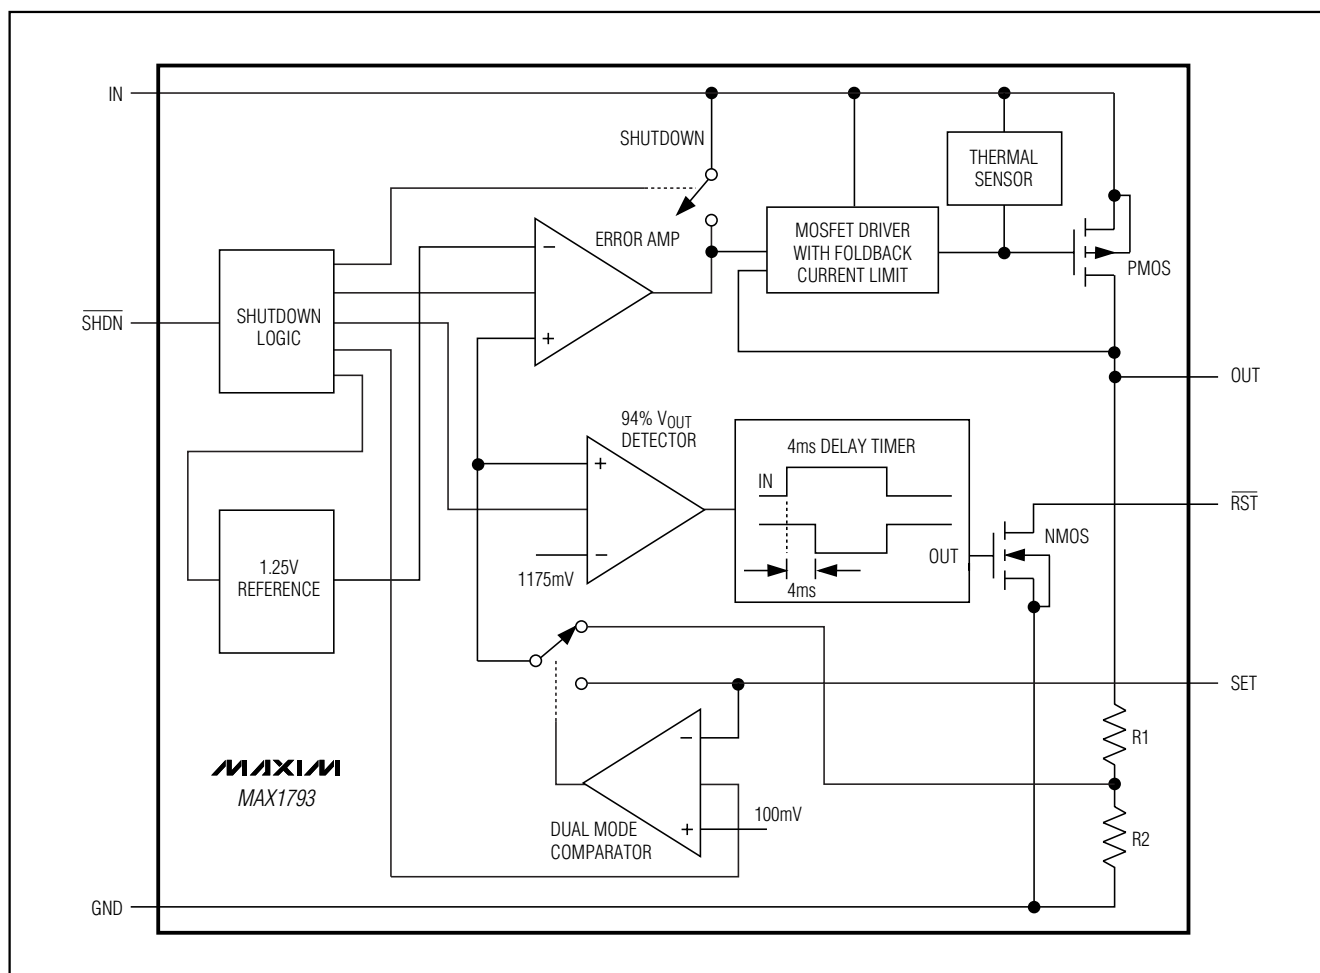 IN
SHUTDOWN
THERMAL
SENSOR
MOSFET DRIVER
WITH FOLDBACK
CURRENT LIMIT
ERROR AMP
−
+
PMOS
SHDN
SHUTDOWN
LOGIC
OUT
94% VOUT
DETECTOR
+
−
1175mV
4ms DELAY TIMER
IN
OUT
4ms
NMOS
RST
1.25V
REFERENCE
SET
−
+
100mV
R1
DUAL MODE
COMPARATOR
R2
MAXIM
MAX1793
GND